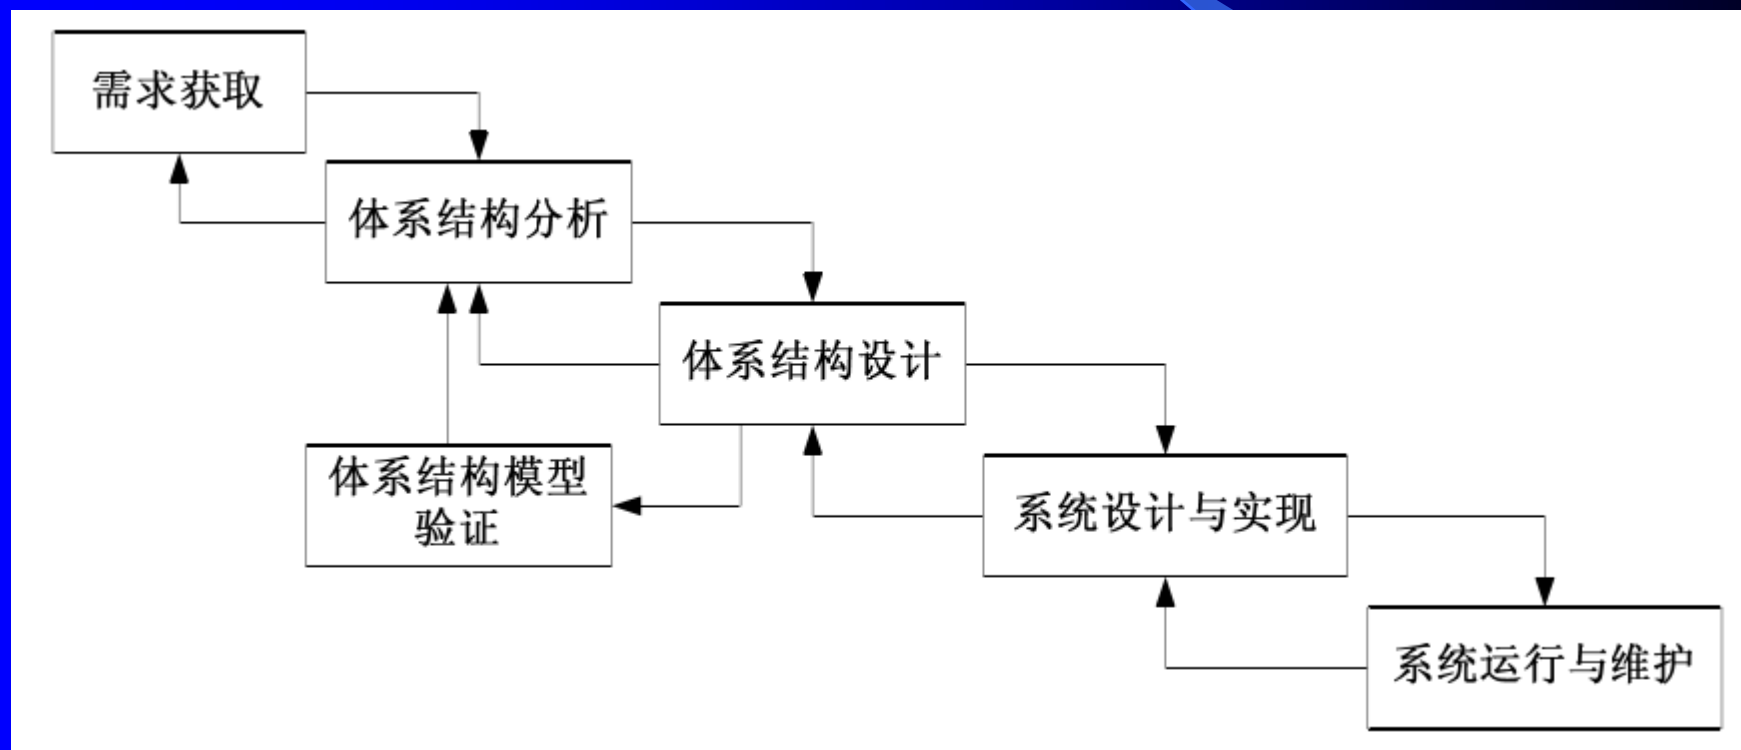 需求获取
体系结构分析
体系结构设计
体系结构模型
验证
系统设计与实现
系统运行与维护